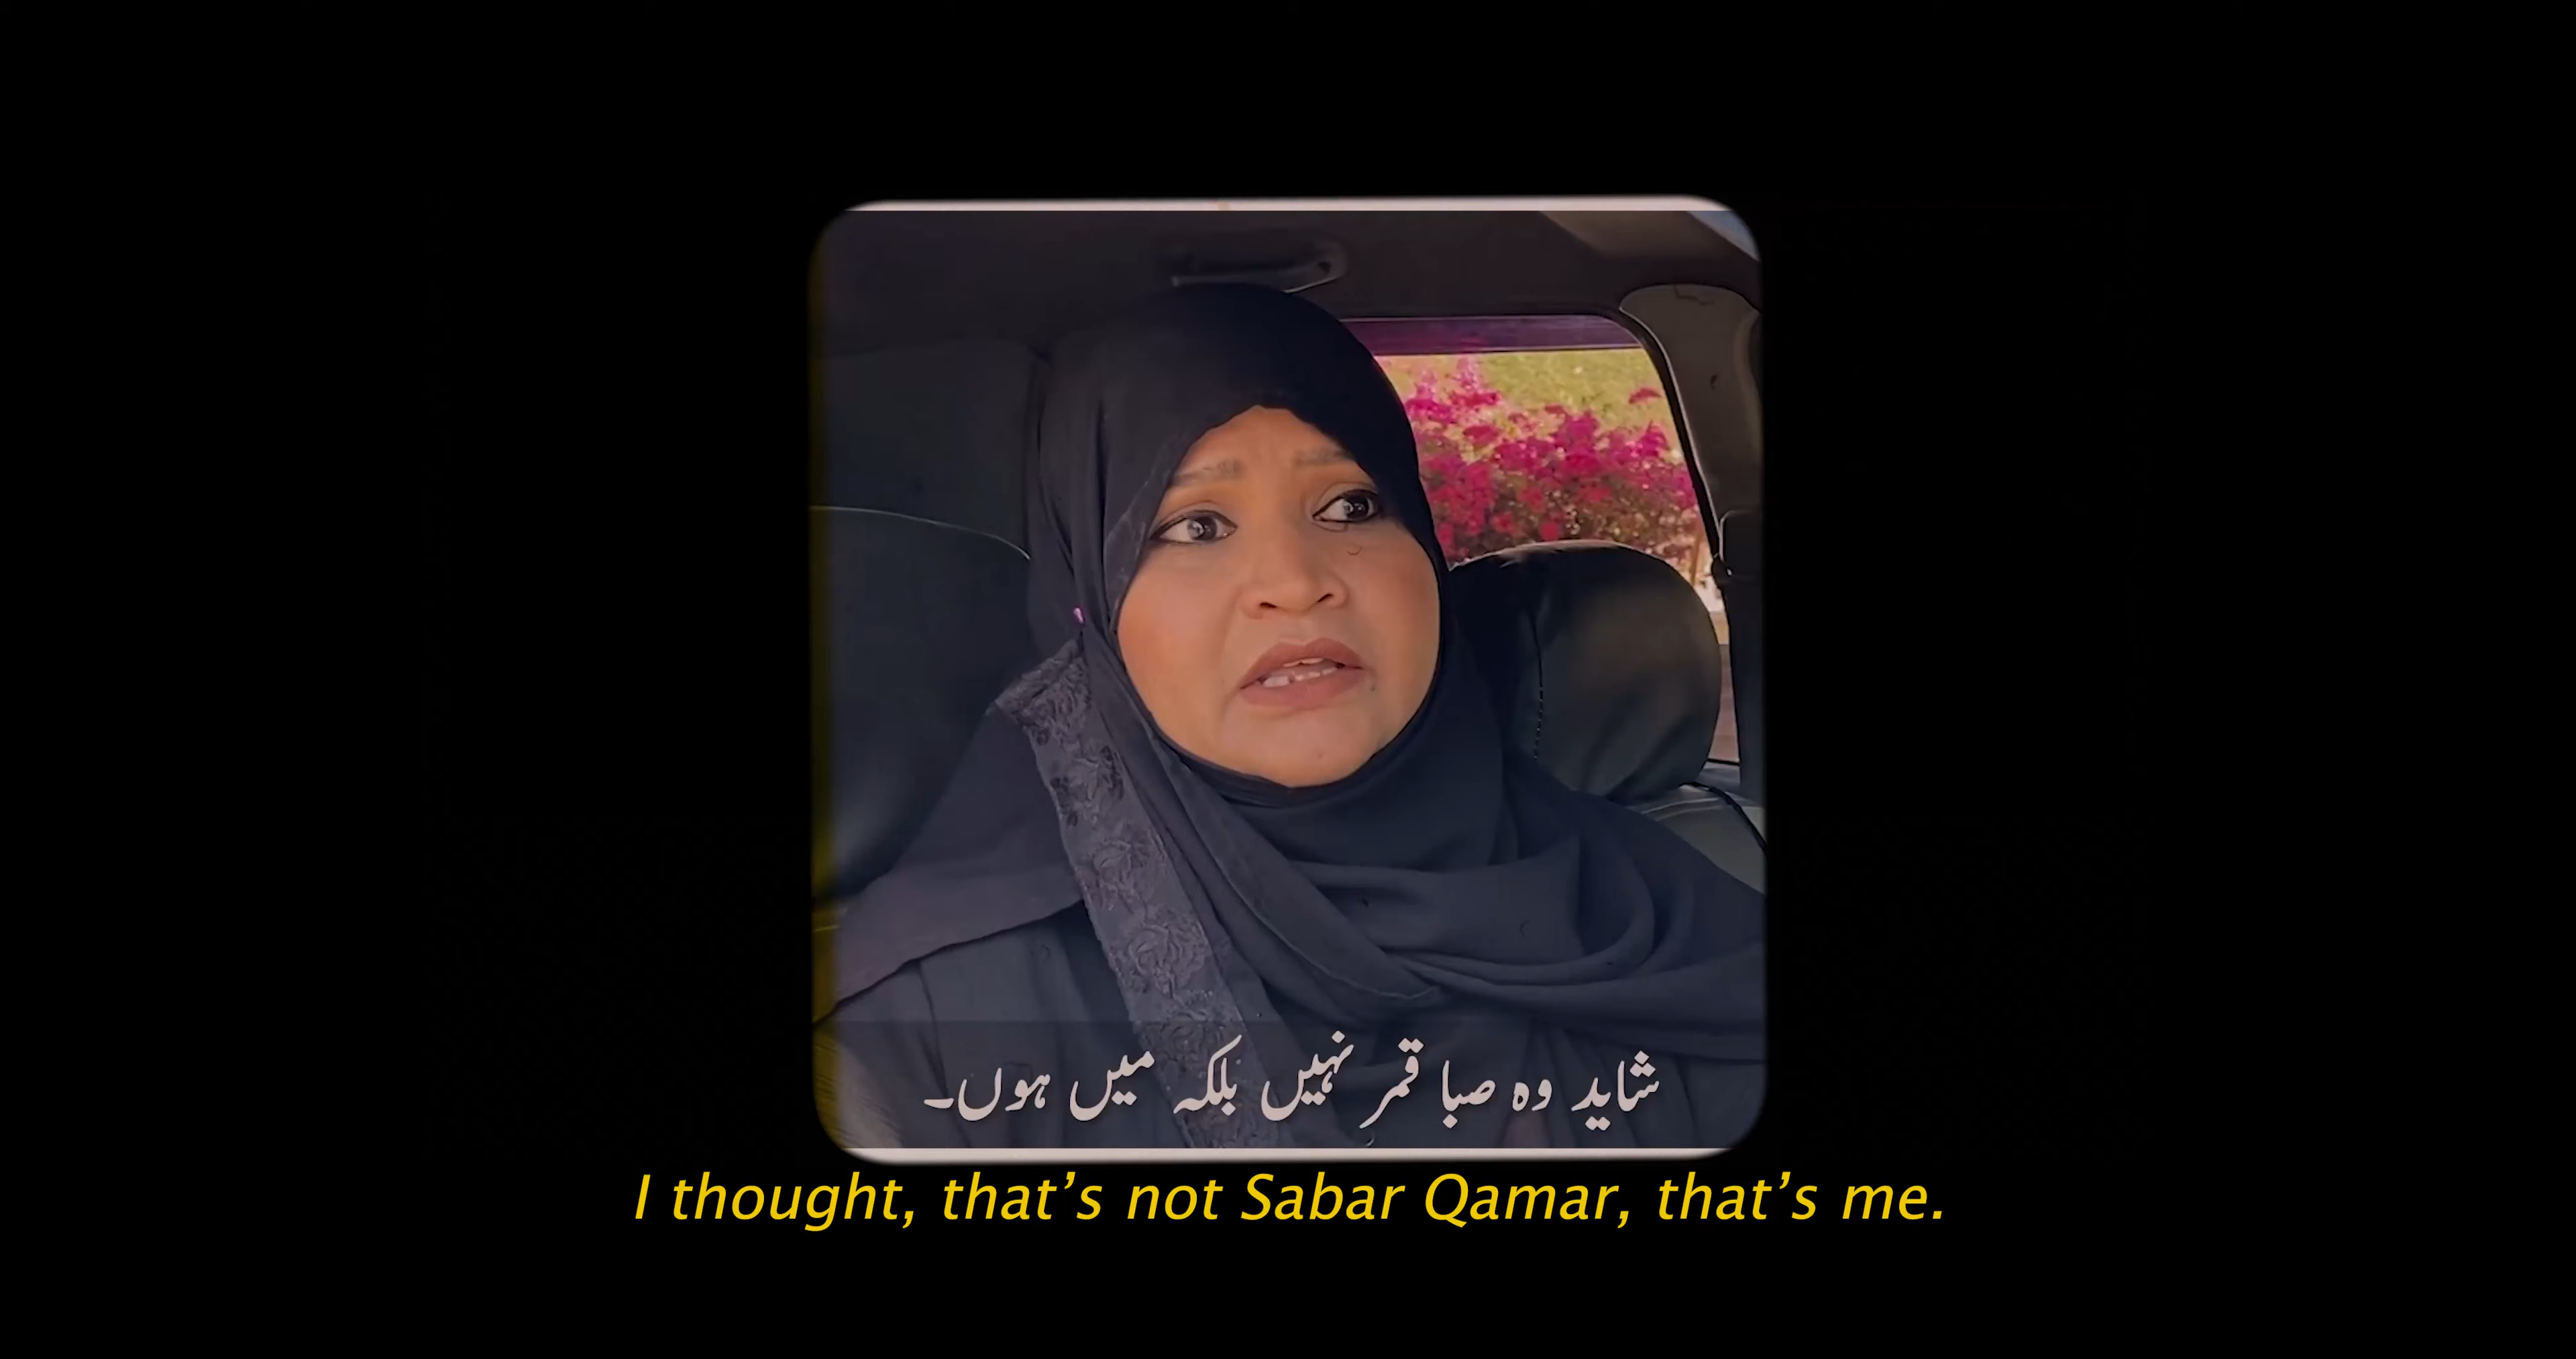 شاید وہ صبا قمر نہیں بلکہ میں ہوں۔
I thought, that's not Sabar Qamar, that's me.